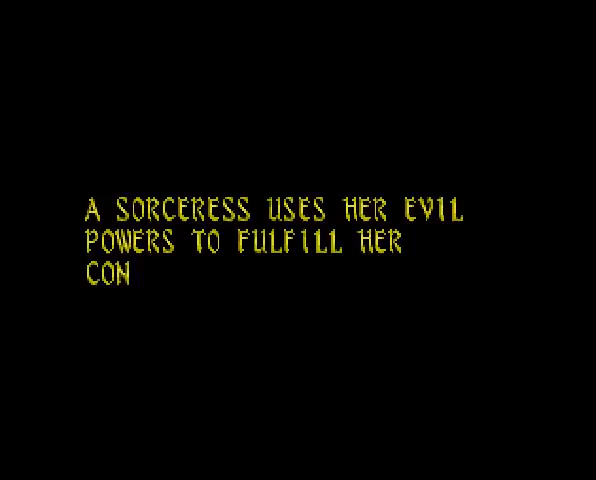 A SORCERESS USES HER EVIL
POWERS TO FULFILL HER
CON